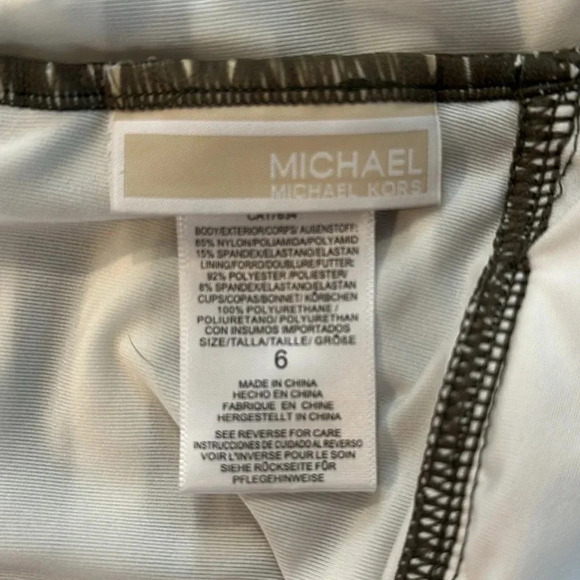 MICHAEL
MICHAEL KORS
BODY/EXTERIOR/CORPS/ AUßENSTOFF:
85% NYLON/POLIAMIDA/POLYAMID
15% SPANDEX/ELASTANO/ELASTAN
LINING/FORRO/DOUBLURE/FUTTER:
92% POLYESTER /POLIESTER/
8% SPANDEX/ELASTANO/ELASTAN
CUPS/COPAS/BONNET/ KÖRBCHEN
100% POLYURETHANE /
POLIURETANO/ POLYURETHAN
CON INSUMOS IMPORTADOS
SIZE/TALLA/TAILLE/ GRÖßE
6
MADE IN CHINA
HECHO EN CHINA
FABRIQUE EN CHINE
HERGESTELLT IN CHINA
SEE REVERSE FOR CARE
INSTRUCCIONES DE CUIDADO AL REVERSO
VOIR L'INVERSE POUR LE SOIN
SIEHE RÜCKSEITE FÜR
PFLEGEHINWEISE